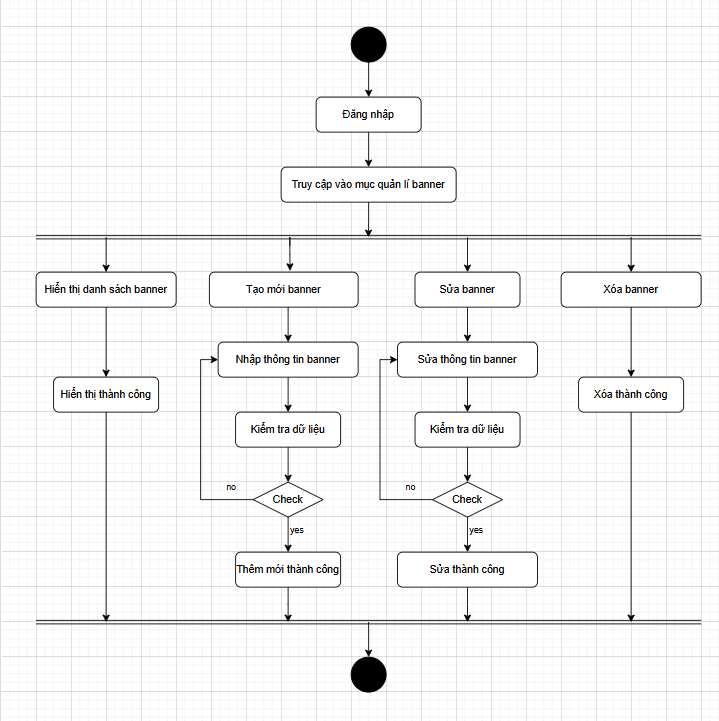 Đăng nhập
Truy cập vào mục quản lí banner
Hiển thị danh sách banner
Tạo mới banner
Sửa banner
Xóa banner
Nhập thông tin banner
Sửa thông tin banner
Hiển thị thành công
Xóa thành công
Kiểm tra dữ liệu
Kiểm tra dữ liệu
no
Check
no
Check
yes
yes
Thêm mới thành công
Sửa thành công